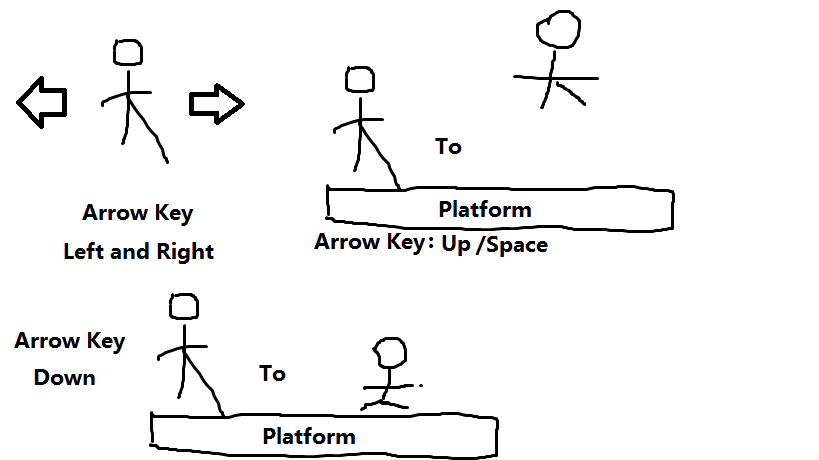 Arrow Key
Left and Right
To
Platform
Arrow Key: Up /Space
Arrow Key
Down
To
Platform